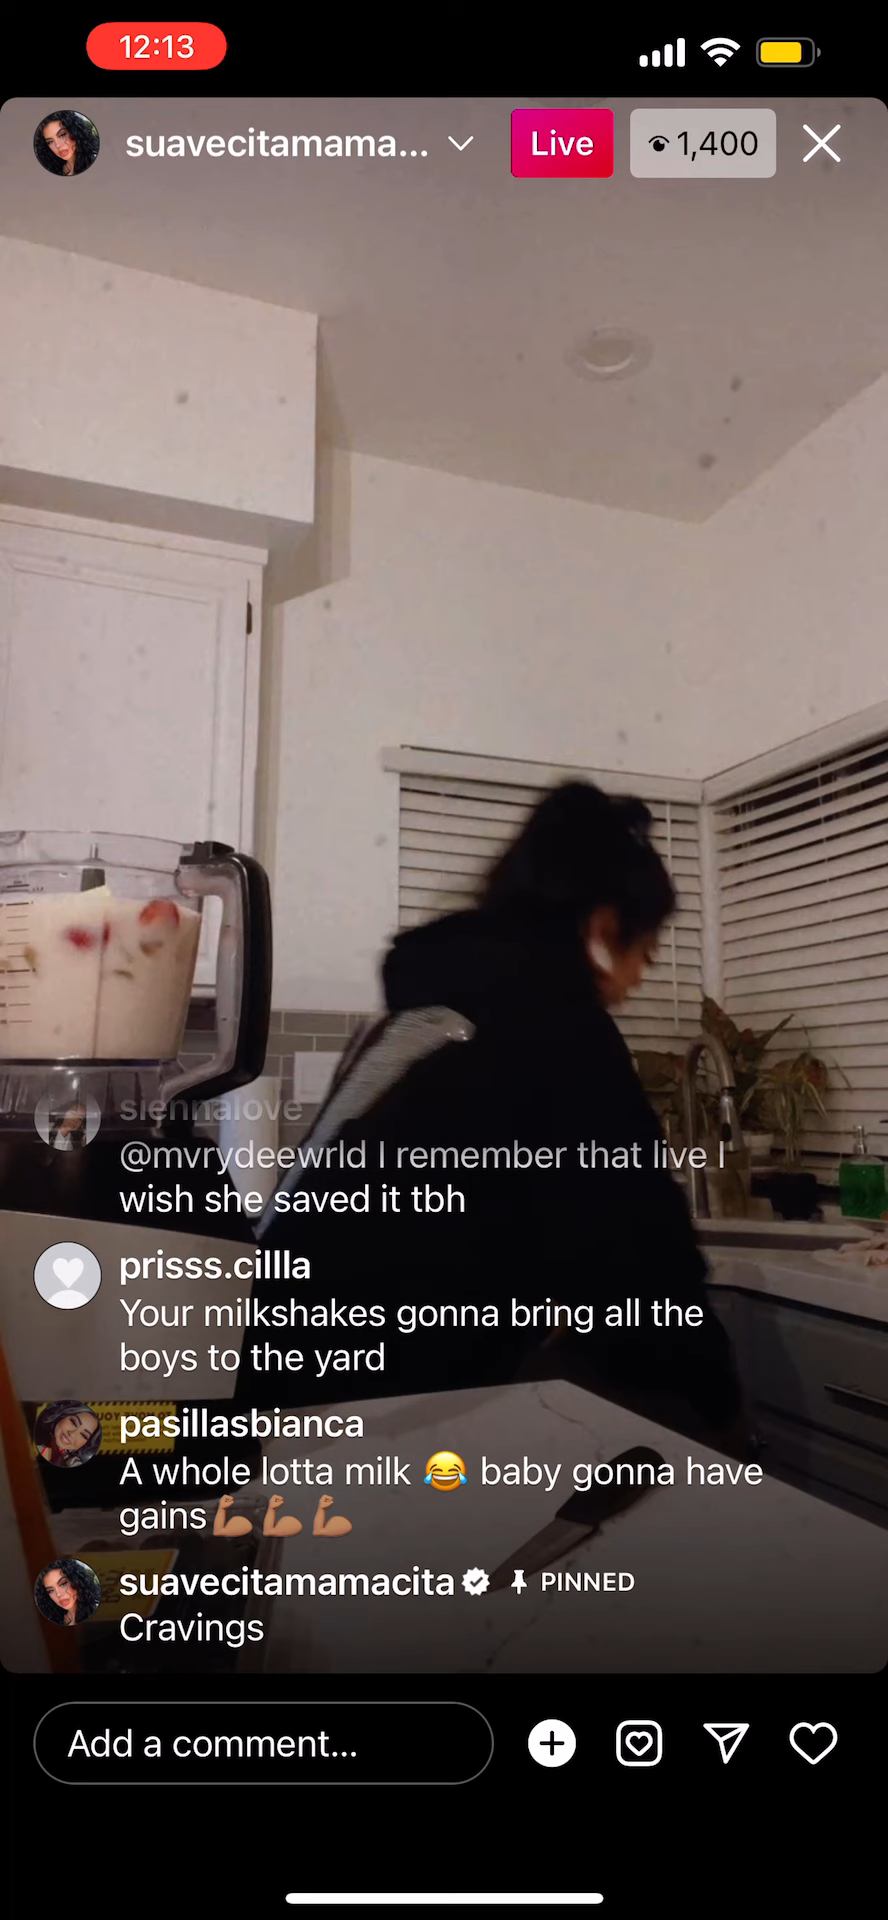 12:13
suavecitamama...
Live
1,400
siennalove
@mvrydeewrld I remember that live I
wish she saved it tbh
prisss.cillla
Your milkshakes gonna bring all the
boys to the yard
pasillasbianca
A whole lotta milk 😂 baby gonna have
gains💪🏼💪🏼💪🏼
suavecitamamacita PINNED
Cravings
Add a comment...